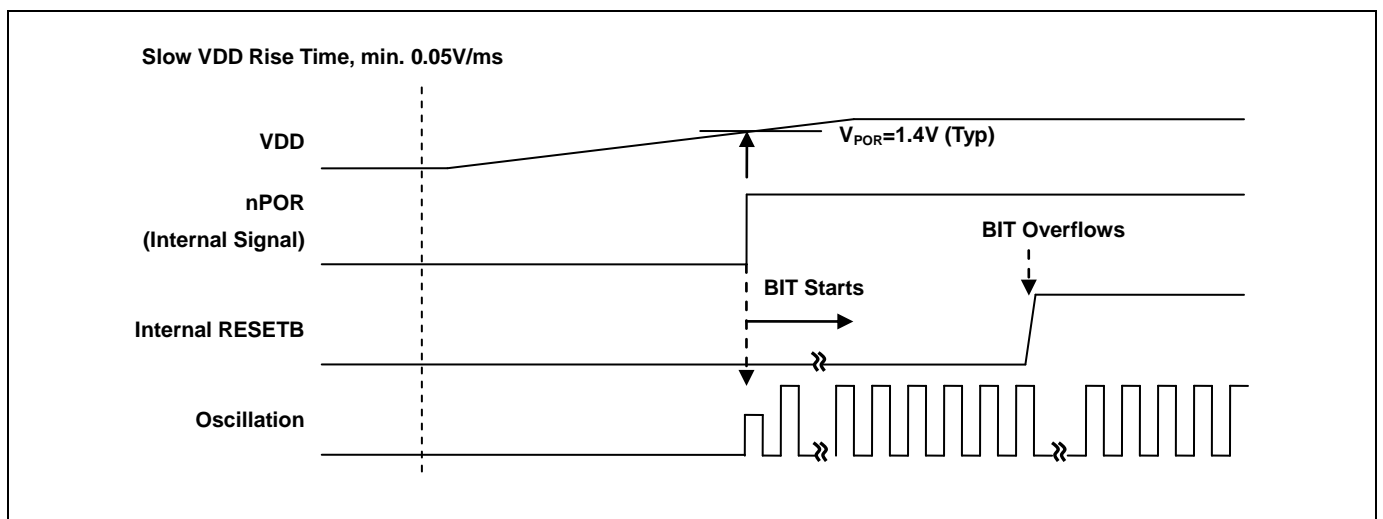 Slow VDD Rise Time, min. 0.05V/ms
VDD
VPOR=1.4V (Typ)
nPOR
(Internal Signal)
BIT Overflows
BIT Starts
Internal RESETB
Oscillation